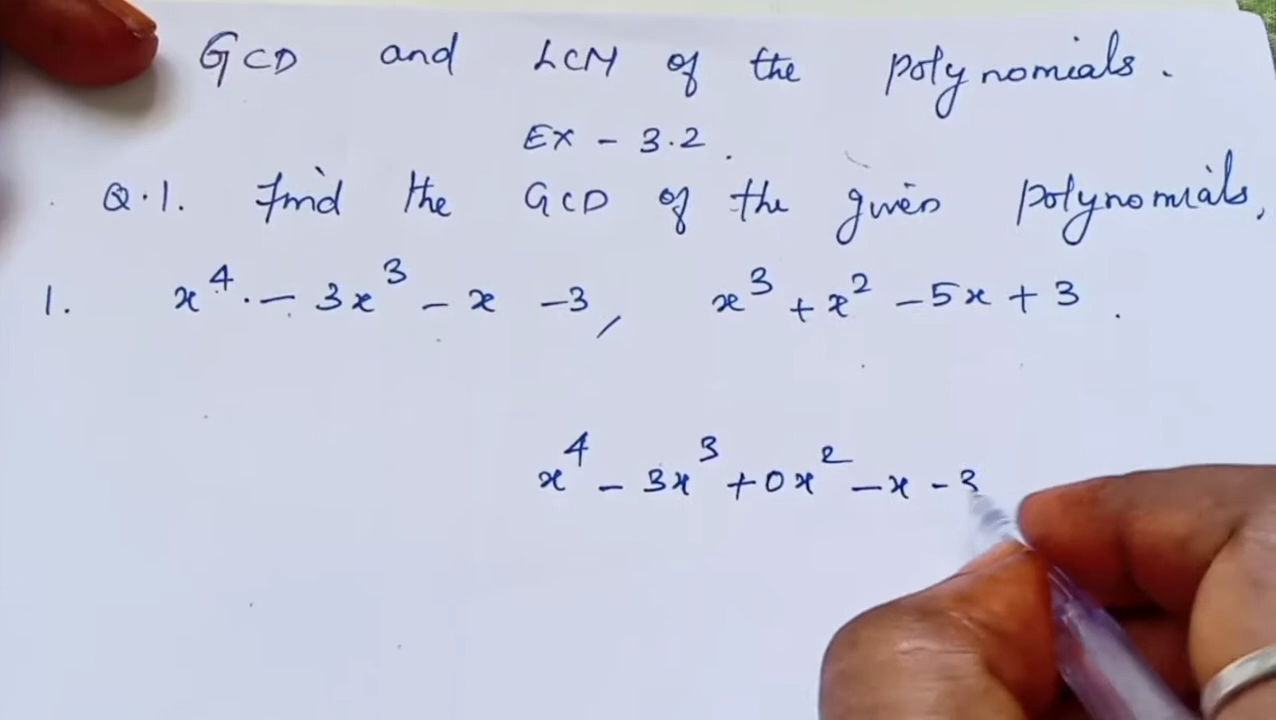 GCD and LCM of the polynomials.
EX - 3.2.
Q.1. Find the GCD of the given polynomials,
1. x⁴ - 3x³ - x - 3, x³ + x² - 5x + 3.
x⁴ - 3x³ + 0x² - x - 3